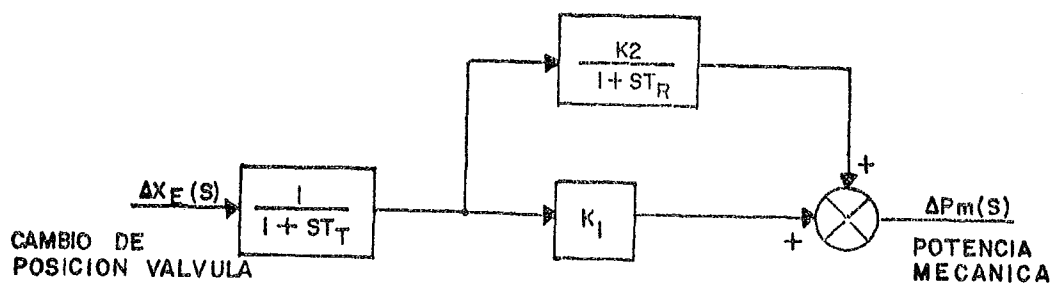 K2
1+ ST_R
+
ΔX_E(S)
1
1+ ST_T
K_1
+
ΔPm(S)
CAMBIO DE
POSICION VALVULA
POTENCIA
MECANICA